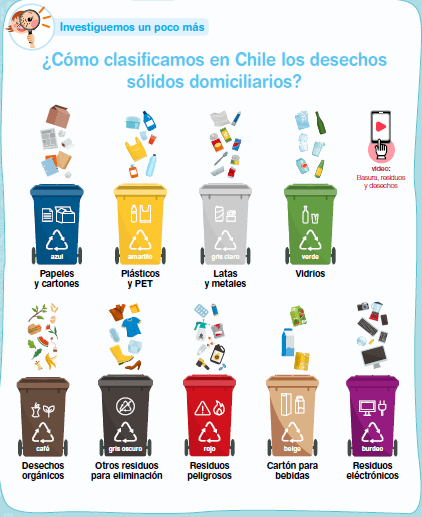 Investiguemos un poco más
¿Cómo clasificamos en Chile los desechos
sólidos domiciliarios?
video:
Basura, residuos
y desechos
azul
amarillo
gris claro
verde
Papeles
y cartones
Plásticos
y PET
Latas
y metales
Vidrios
café
gris oscuro
rojo
beige
burdeo
Desechos
orgánicos
Otros residuos
para eliminación
Residuos
peligrosos
Cartón para
bebidas
Residuos
eléctrónicos